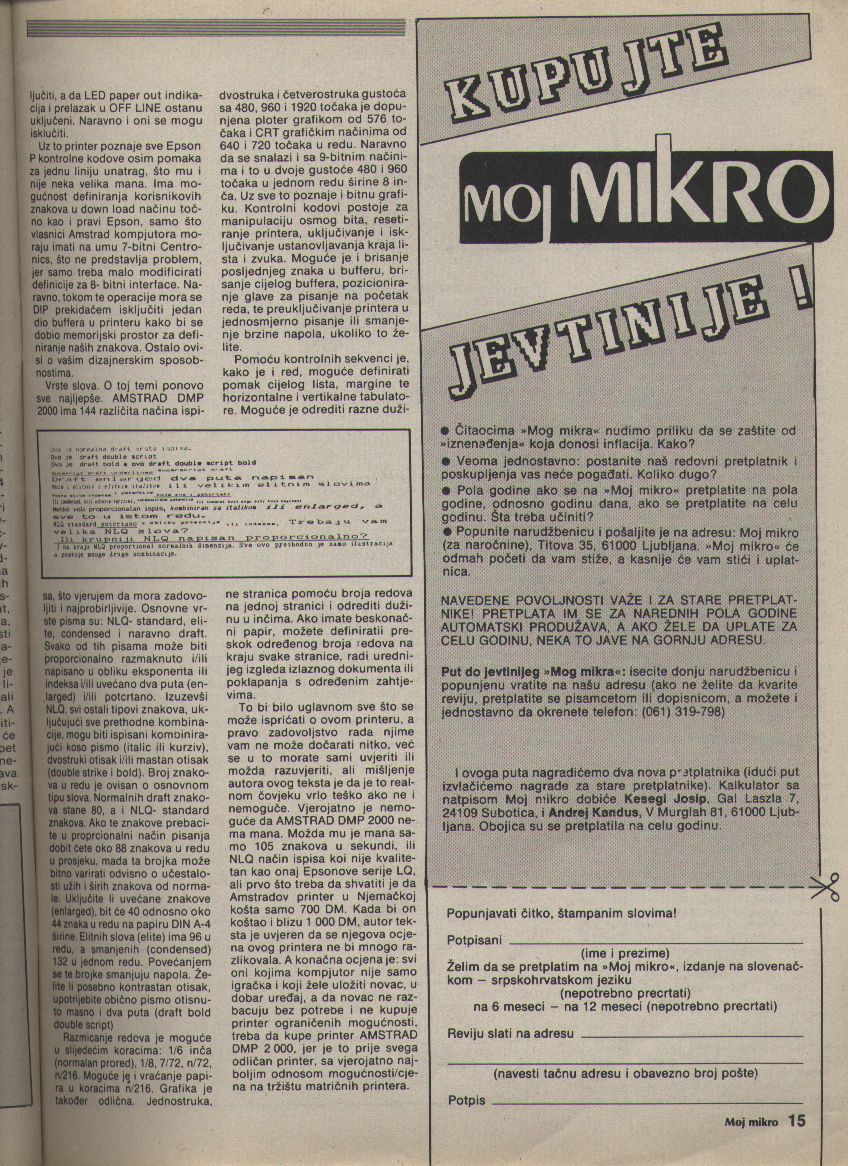 ljučiti, a da LED paper out indika-
cija i prelazak u OFF LINE ostanu
uključeni. Naravno i oni se mogu
isključiti.
Uz to printer poznaje sve Epson
P kontrolne kodove osim pomaka
za jednu liniju unatrag, što mu i
nije neka velika mana. Ima mo-
gućnost definiranja korisnikovih
znakova u down load načinu toč-
no kao i pravi Epson, samo što
vlasnici Amstrad kompjutora mo-
raju imati na umu 7-bitni Centro-
nics, što ne predstavlja problem,
jer samo treba malo modificirati
definicije za 8- bitni interface. Na-
ravno, tokom te operacije mora se
DIP prekidačem isključiti jedan
dio buffera u printeru kako bi se
dobio memorijski prostor za defi-
niranje naših znakova. Ostalo ovi-
si o vašim dizajnerskim sposob-
nostima.
Vrste slova. O toj temi ponovo
sve najljepše. AMSTRAD DMP
2000 ima 144 različita načina ispi-
dvostruka i četverostruka gustoća
sa 480, 960 i 1920 točaka je dopu-
njena ploter grafikom od 576 to-
čaka i CRT grafičkim načinima od
640 i 720 točaka u redu. Naravno
da se snalazi i sa 9-bitnim načini-
ma i to u dvoje gustoće 480 i 960
točaka u jednom redu širine 8 in-
ča. Uz sve to poznaje i bitnu grafi-
ku. Kontrolni kodovi postoje za
manipulaciju osmog bita, reseti-
ranje printera, uključivanje i isk-
ljučivanje ustanovljavanja kraja li-
sta i zvuka. Moguće je i brisanje
posljednjeg znaka u bufferu, bri-
sanje cijelog buffera, pozicionira-
nje glave za pisanje na početak
reda, te preuključivanje printera u
jednosmjerno pisanje ili smanje-
nje brzine napola, ukoliko to že-
lite.
Pomoću kontrolnih sekvenci je,
kako je i red, moguće definirati
pomak cijelog lista, margine te
horizontalne i vertikalne tabulato-
re. Moguće je odrediti razne duži-
Ovo je normalna draft vrsta ispisa.
Ovo je draft double script
Ovo je draft bold a ovo draft double script bold
Draft enlarged dva puta napisan
ili velikim elitnim slovima
Netko voli proporcionalan ispis, kombiniran sa italikom ili enlarged, a
sve to u istom redu.
NLQ standard potcrtano Trebaju vam
velika NLQ slova?
Ili krupniji NLQ napisan proporcionalno?
I na kraju NLQ proportional normalnih dimenzija. Sve ovo prethodno je samo ilustracija
a postoje mnoge druge kombinacije.
sa, što vjerujem da mora zadovo-
ljiti i najprobirljivije. Osnovne vr-
ste pisma su: NLQ- standard, eli-
te, condensed i naravno draft.
Svako od tih pisama može biti
proporcionalno razmaknuto i/ili
napisano u obliku eksponenta ili
indeksa i/ili uvećano dva puta (en-
larged) i/ili potcrtano. Izuzevši
NLQ, svi ostali tipovi znakova, uk-
ljučujući sve prethodne kombina-
cije, mogu biti ispisani kombinira-
jući koso pismo (italic ili kurziv),
dvostruki otisak i/ili mastan otisak
(double strike i bold). Broj znako-
va u redu je ovisan o osnovnom
tipu slova. Normalnih draft znako-
va stane 80, a i NLQ- standard
znakova. Ako te znakove prebaci-
te u proprcionalni način pisanja
dobit ćete oko 88 znakova u redu
u prosjeku, mada ta brojka može
bitno varirati odvisno o učestalo-
sti užih i širih znakova od norma-
le. Uključite li uvećane znakove
(enlarged), bit će 40 odnosno oko
44 znaka u redu na papiru DIN A-4
širine. Elitnih slova (elite) ima 96 u
redu, a smanjenih (condensed)
132 u jednom redu. Povećanjem
se te brojke smanjuju napola. Že-
lite li posebno kontrastan otisak,
upotrijebite obično pismo otisnu-
to masno i dva puta (draft bold
double script)
Razmicanje redova je moguće
u slijedećim koracima: 1/6 inča
(normalan prored), 1/8, 7/72, n/72,
n/216. Moguće je i vraćanje papi-
ra u koracima n/216. Grafika je
također odlična. Jednostruka,
ne stranica pomoću broja redova
na jednoj stranici i odrediti duži-
nu u inčima. Ako imate beskonač-
ni papir, možete definiratii pre-
skok određenog broja redova na
kraju svake stranice, radi uredni-
jeg izgleda izlaznog dokumenta ili
poklapanja s određenim zahtje-
vima.
To bi bilo uglavnom sve što se
može ispričati o ovom printeru, a
pravo zadovoljstvo rada njime
vam ne može dočarati nitko, već
se u to morate sami uvjeriti ili
možda razuvjeriti, ali mišljenje
autora ovog teksta je da je to real-
nom čovjeku vrlo teško ako ne i
nemoguće. Vjerojatno je nemo-
guće da AMSTRAD DMP 2000 ne-
ma mana. Možda mu je mana sa-
mo 105 znakova u sekundi, ili
NLQ način ispisa koi nije kvalite-
tan kao onaj Epsonove serije LQ,
ali prvo što treba da shvatiti je da
Amstradov printer u Njemačkoj
košta samo 700 DM. Kada bi on
koštao i blizu 1 000 DM, autor tek-
sta je uvjeren da se njegova ocje-
na ovog printera ne bi mnogo ra-
zlikovala. A konačna ocjena je: svi
oni kojima kompjutor nije samo
igračka i koji žele uložiti novac, u
dobar uređaj, a da novac ne raz-
bacuju bez potrebe i ne kupuje
printer ograničenih mogućnosti,
treba da kupe printer AMSTRAD
DMP 2 000, jer je to prije svega
odličan printer, sa vjerojatno naj-
boljim odnosom mogućnosti/cje-
na na tržištu matričnih printera.
KUPUJTE
MOJ MIKRO
JEVTINIJE !
● Čitaocima »Mog mikra« nudimo priliku da se zaštite od
»iznenađenja« koja donosi inflacija. Kako?
● Veoma jednostavno: postanite naš redovni pretplatnik i
poskupljenja vas neće pogađati. Koliko dugo?
● Pola godine ako se na »Moj mikro« pretplatite na pola
godine, odnosno godinu dana, ako se pretplatite na celu
godinu. Šta treba učiniti?
● Popunite narudžbenicu i pošaljite je na adresu: Moj mikro
(za naročnine), Titova 35, 61000 Ljubljana. »Moj mikro« će
odmah početi da vam stiže, a kasnije će vam stići i uplat-
nica.
NAVEDENE POVOLJNOSTI VAŽE I ZA STARE PRETPLAT-
NIKE! PRETPLATA IM SE ZA NAREDNIH POLA GODINE
AUTOMATSKI PRODUŽAVA, A AKO ŽELE DA UPLATE ZA
CELU GODINU, NEKA TO JAVE NA GORNJU ADRESU.
Put do jevtinijeg »Mog mikra«: isecite donju narudžbenicu i
popunjenu vratite na našu adresu (ako ne želite da kvarite
reviju, pretplatite se pisamcetom ili dopisnicom, a možete i
jednostavno da okrenete telefon: (061) 319-798)
I ovoga puta nagradićemo dva nova pretplatnika (idući put
izvlačićemo nagrade za stare pretplatnike). Kalkulator sa
natpisom Moj mikro dobiće Kesegi Josip, Gal Laszla 7,
24109 Subotica, i Andrej Kandus, V Murglah 81, 61000 Ljub-
ljana. Obojica su se pretplatila na celu godinu.
Popunjavati čitko, štampanim slovima!
Potpisani
(ime i prezime)
Želim da se pretplatim na »Moj mikro«, izdanje na slovenač-
kom – srpskohrvatskom jeziku
(nepotrebno precrtati)
na 6 meseci – na 12 meseci (nepotrebno precrtati)
Reviju slati na adresu
(navesti tačnu adresu i obavezno broj pošte)
Potpis
Moj mikro 15